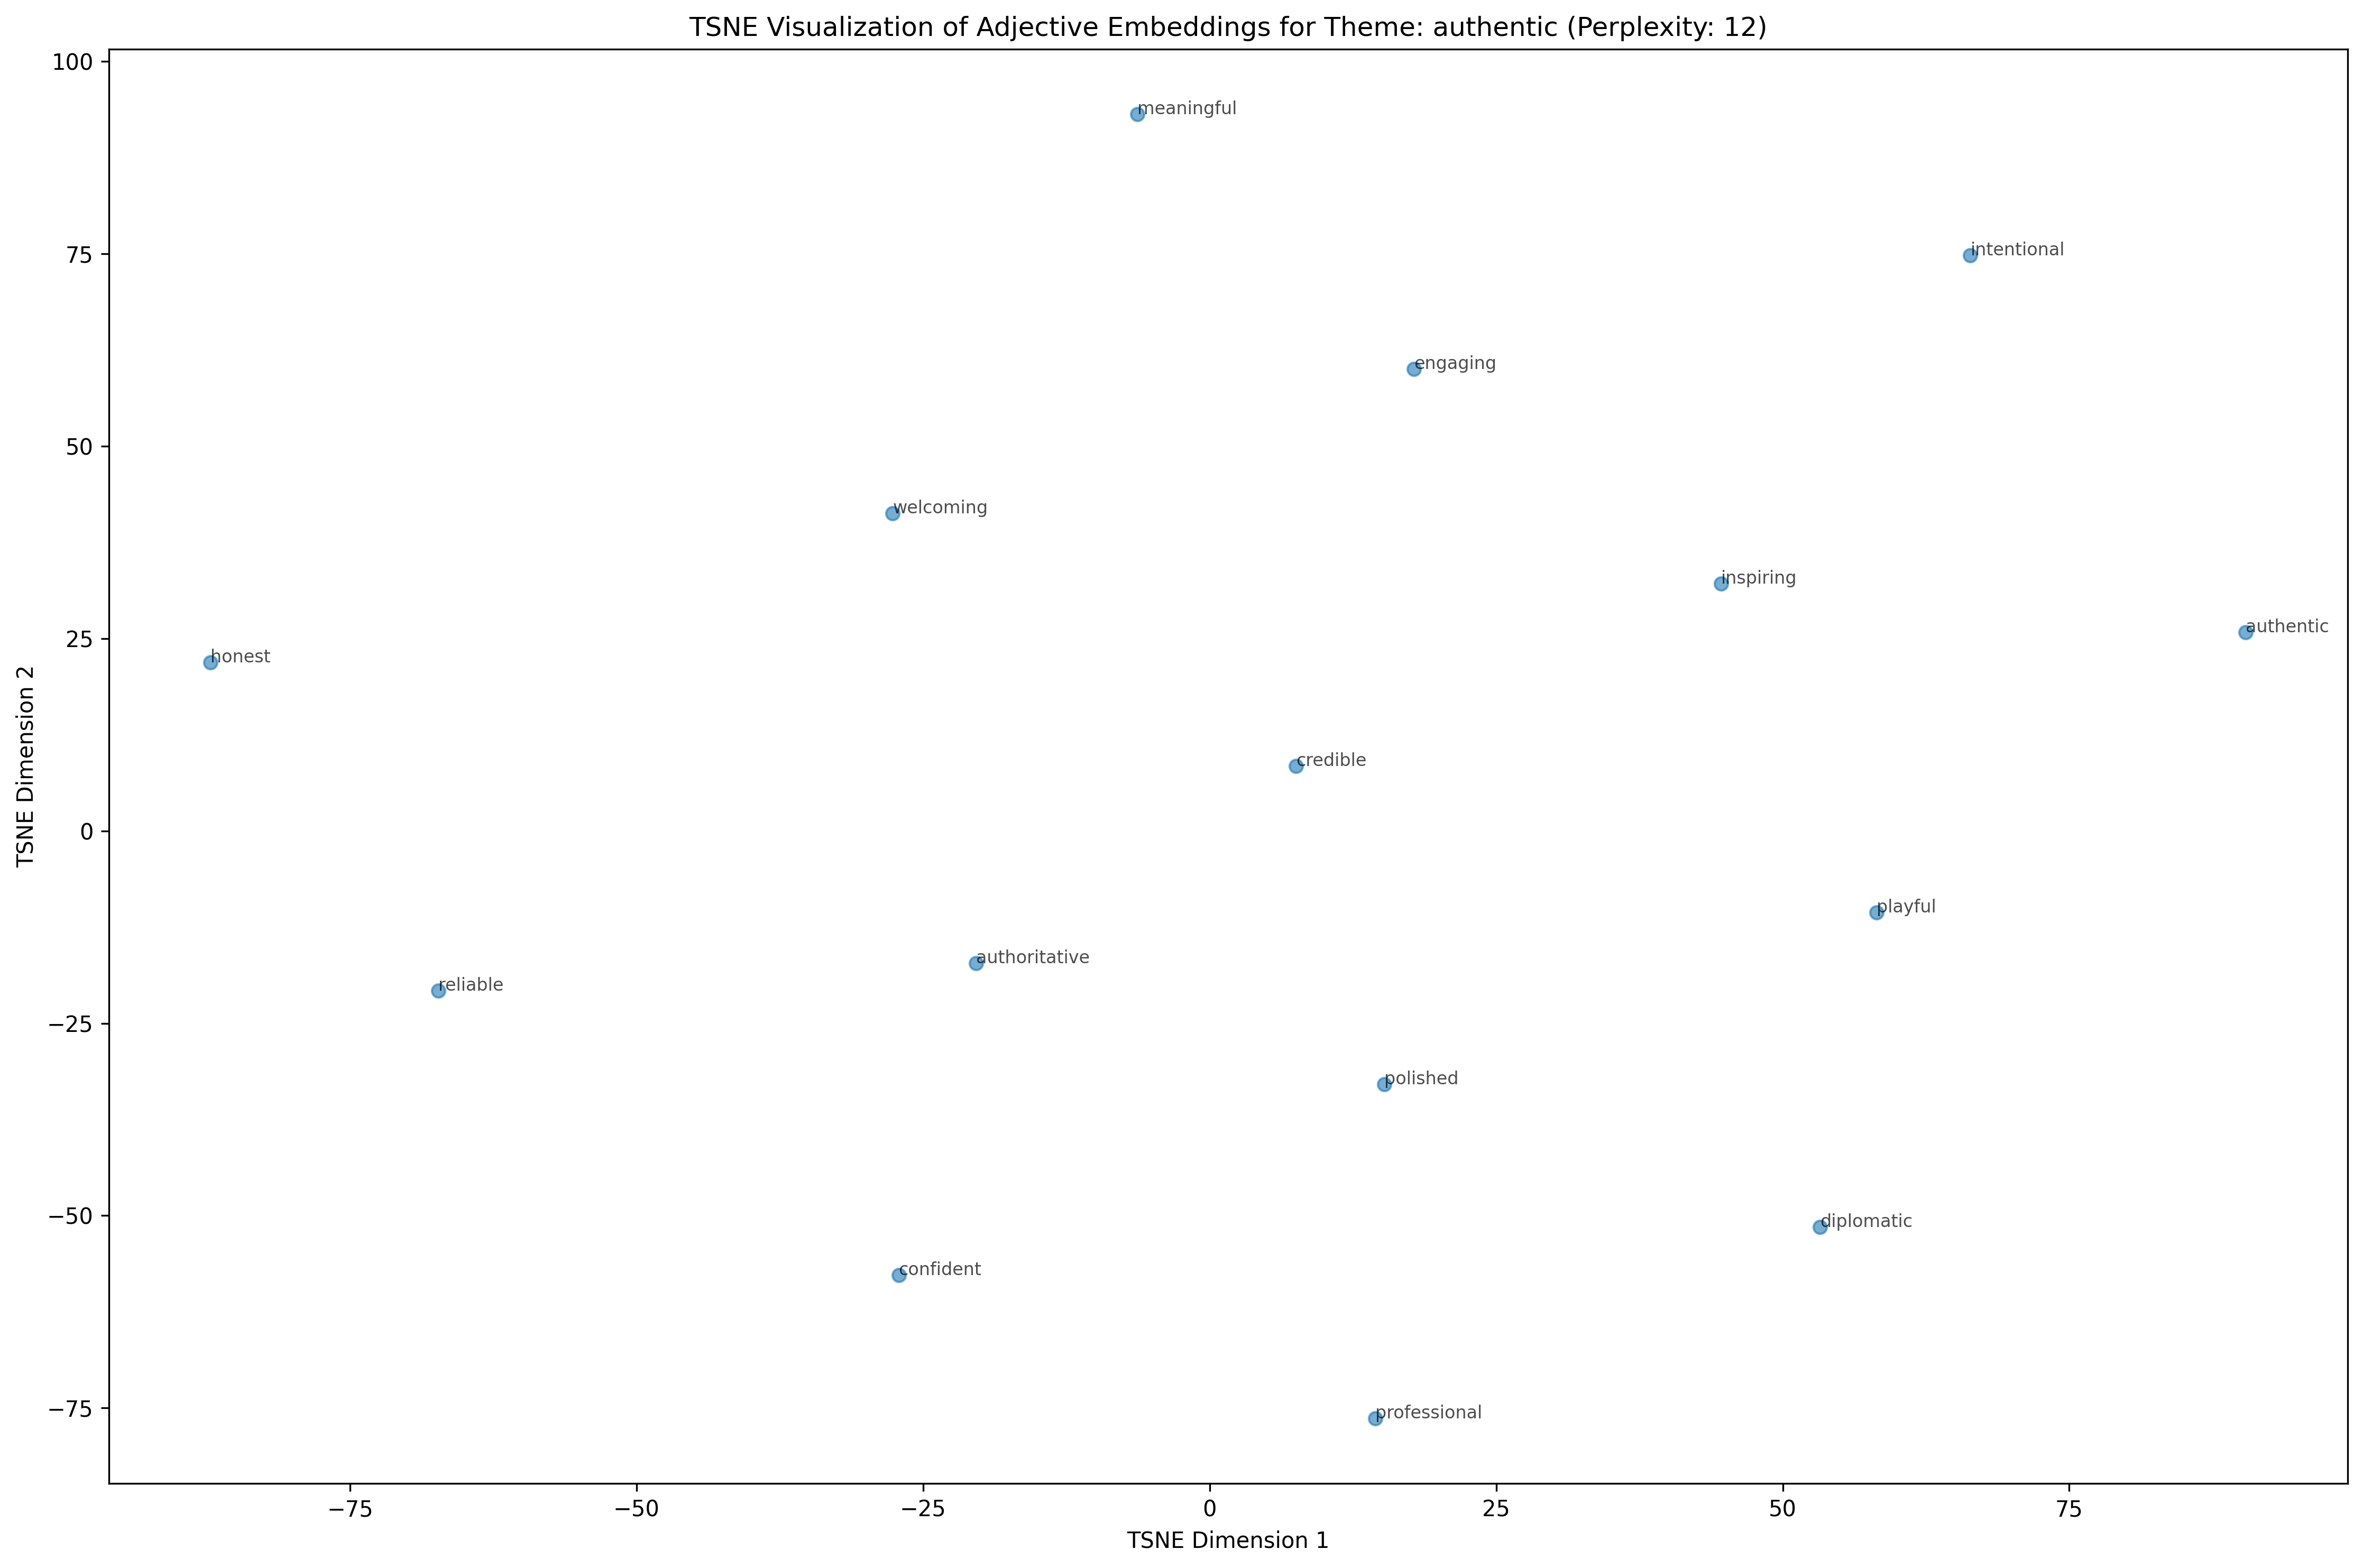 TSNE Visualization of Adjective Embeddings for Theme: authentic (Perplexity: 12)
100
75
50
25
0
−25
−50
−75
TSNE Dimension 2
meaningful
intentional
engaging
welcoming
inspiring
authentic
honest
credible
playful
authoritative
reliable
polished
diplomatic
confident
professional
−75
−50
−25
0
25
50
75
TSNE Dimension 1